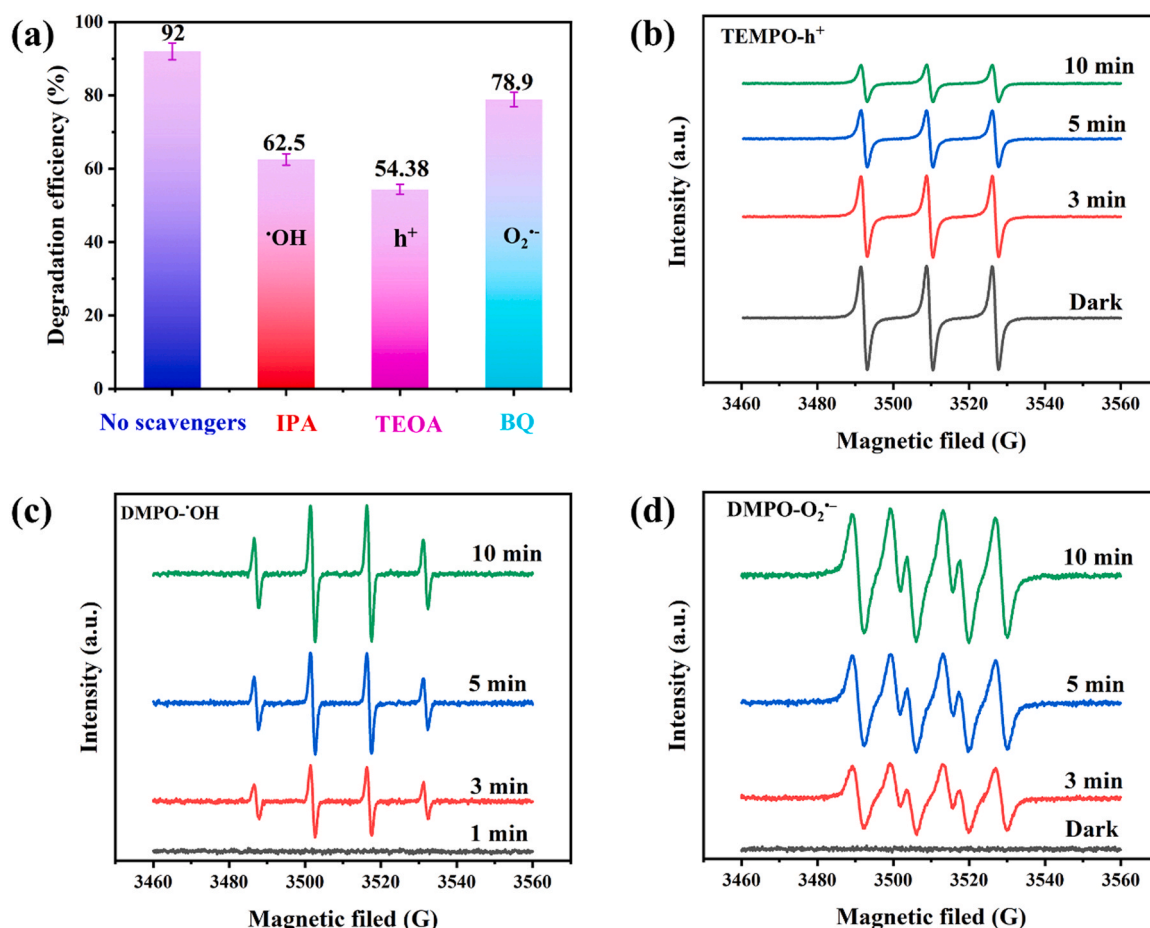 (a)
Degradation efficiency (%)
100
80
60
40
20
0
92
62.5
54.38
78.9
•OH
h⁺
O₂•⁻
No scavengers
IPA
TEOA
BQ
(b)
TEMPO-h⁺
10 min
5 min
3 min
Dark
Intensity (a.u.)
3460 3480 3500 3520 3540 3560
Magnetic filed (G)
(c)
DMPO-•OH
10 min
5 min
3 min
1 min
Intensity (a.u.)
3460 3480 3500 3520 3540 3560
Magnetic filed (G)
(d)
DMPO-O₂•⁻
10 min
5 min
3 min
Dark
Intensity (a.u.)
3460 3480 3500 3520 3540 3560
Magnetic filed (G)